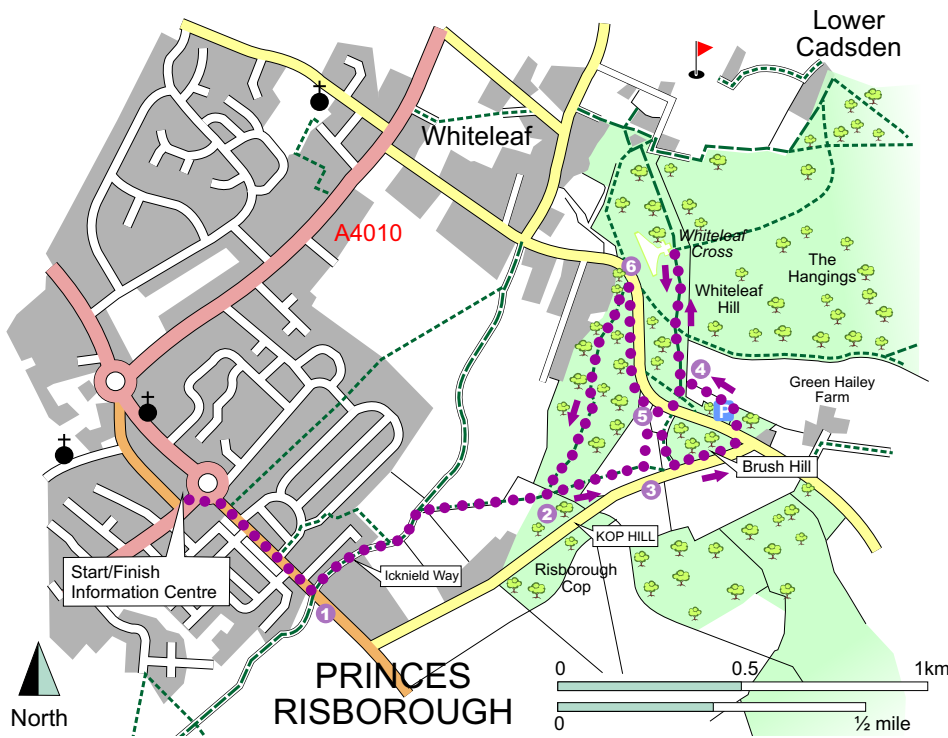 Lower
Cadsden
Whiteleaf
A4010
Whiteleaf
Cross
The
Hangings
6
Whiteleaf
Hill
4
Green Hailey
Farm
P
5
Brush Hill
3
2
KOP HILL
Risborough
Cop
Start/Finish
Information Centre
Icknield Way
1
PRINCES
RISBOROUGH
North
0 0.5 1km
0 ½ mile